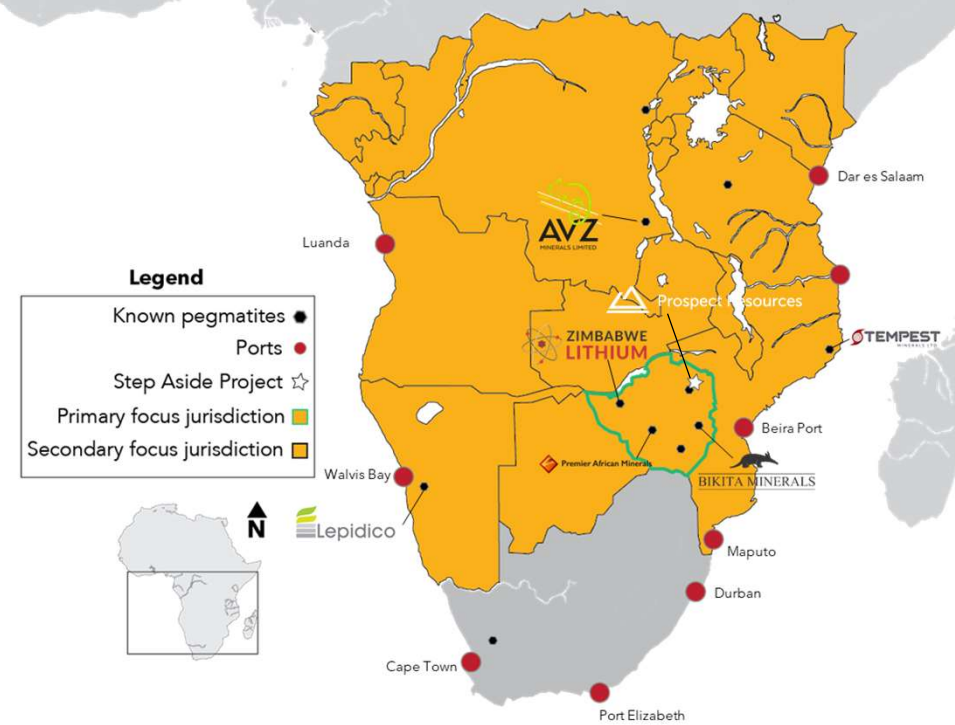 Dar es Salaam
AVZ
MINERALS LIMITED
Luanda
Legend
Known pegmatites
Ports
Step Aside Project
Primary focus jurisdiction
Secondary focus jurisdiction
Prospect Resources
ZIMBABWE
LITHIUM
TEMPEST
MINERALS LTD
Beira Port
Premier African Minerals
Walvis Bay
BIKITA MINERALS
N
Lepidico
Maputo
Durban
Cape Town
Port Elizabeth